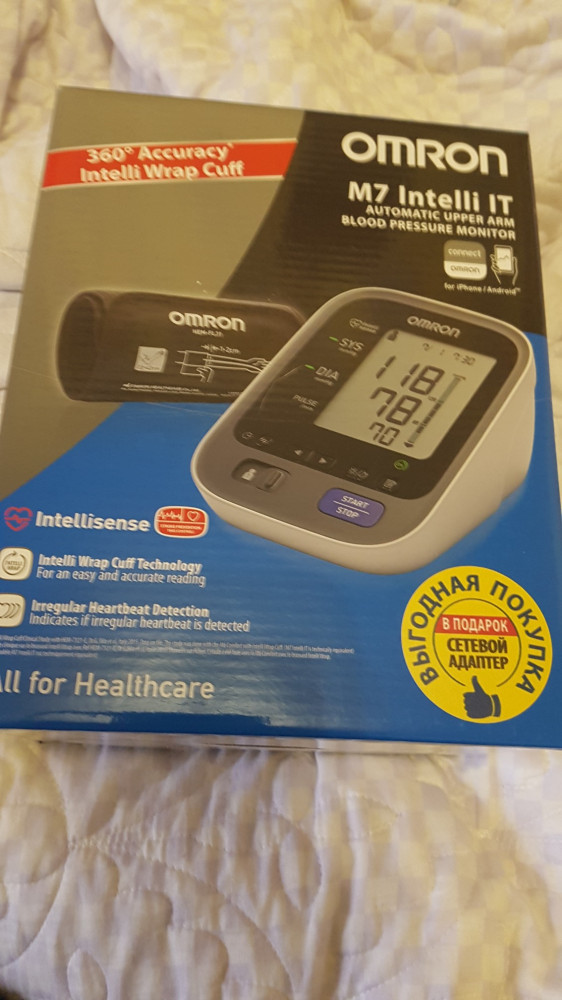 360° Accuracy
Intelli Wrap Cuff
OMRON
M7 Intelli IT
AUTOMATIC UPPER ARM
BLOOD PRESSURE MONITOR
connect
OMRON
for iPhone/Android™
OMRON
OMRON
SYS
118
DIA
78
PULSE
70
START
STOP
Intellisense
Intelli Wrap Cuff Technology
For an easy and accurate reading
Irregular Heartbeat Detection
Indicates if irregular heartbeat is detected
All for Healthcare
ВЫГОДНАЯ ПОКУПКА
В ПОДАРОК
СЕТЕВОЙ
АДАПТЕР